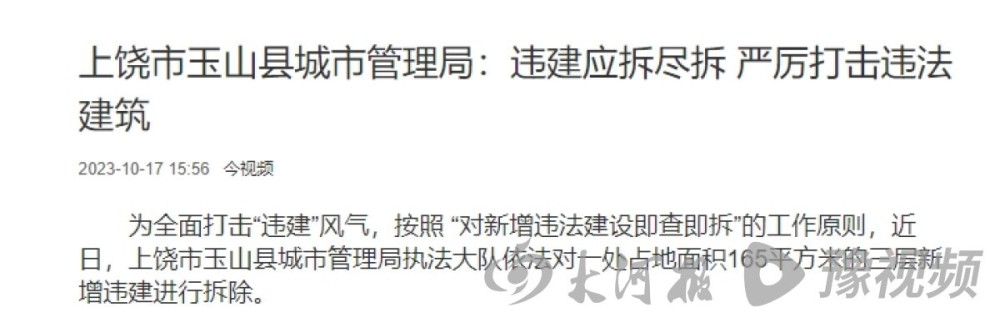 上饶市玉山县城市管理局：违建应拆尽拆 严厉打击违法
建筑
2023-10-17 15:56 今视频
为全面打击“违建”风气，按照 “对新增违法建设即查即拆”的工作原则，近
日，上饶市玉山县城市管理局执法大队依法对一处占地面积165平方米的三层新
增违建进行拆除。
大河报 豫视频